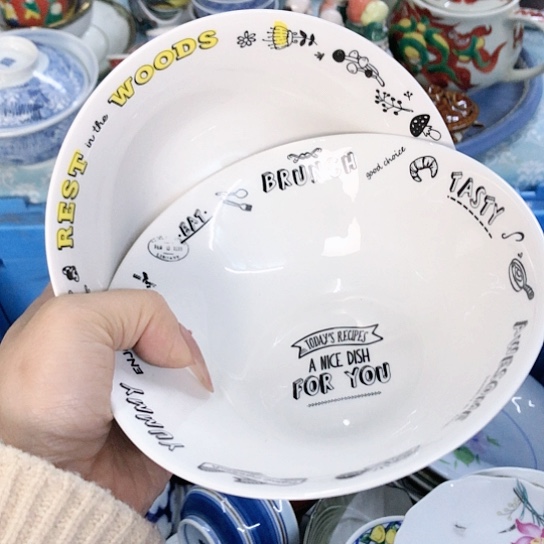 REST in the WOODS
EAT.
BRUNCH
good choice
TASTY
YUMMY
TODAY'S RECIPES
A NICE DISH
FOR YOU